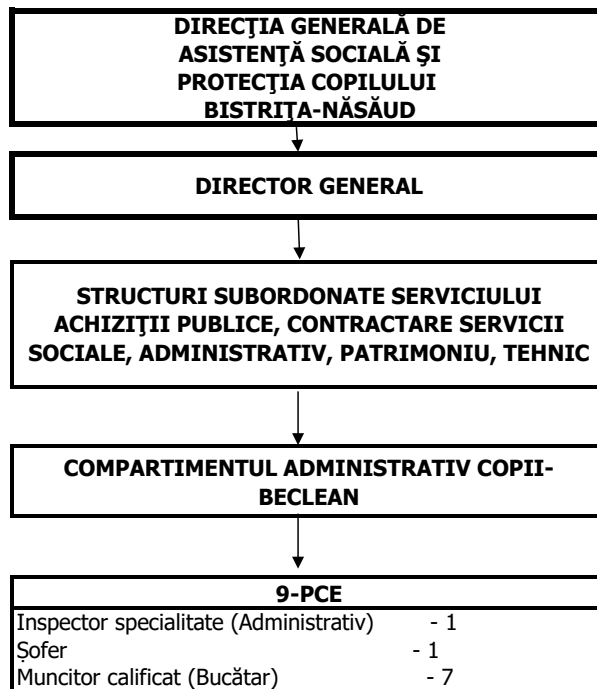 DIRECŢIA GENERALĂ DE
ASISTENŢĂ SOCIALĂ ŞI
PROTECŢIA COPILULUI
BISTRIŢA-NĂSĂUD
DIRECTOR GENERAL
STRUCTURI SUBORDONATE SERVICIULUI
ACHIZIŢII PUBLICE, CONTRACTARE SERVICII
SOCIALE, ADMINISTRATIV, PATRIMONIU, TEHNIC
COMPARTIMENTUL ADMINISTRATIV COPII-
BECLEAN
9-PCE
Inspector specialitate (Administrativ) - 1
Șofer - 1
Muncitor calificat (Bucătar) - 7